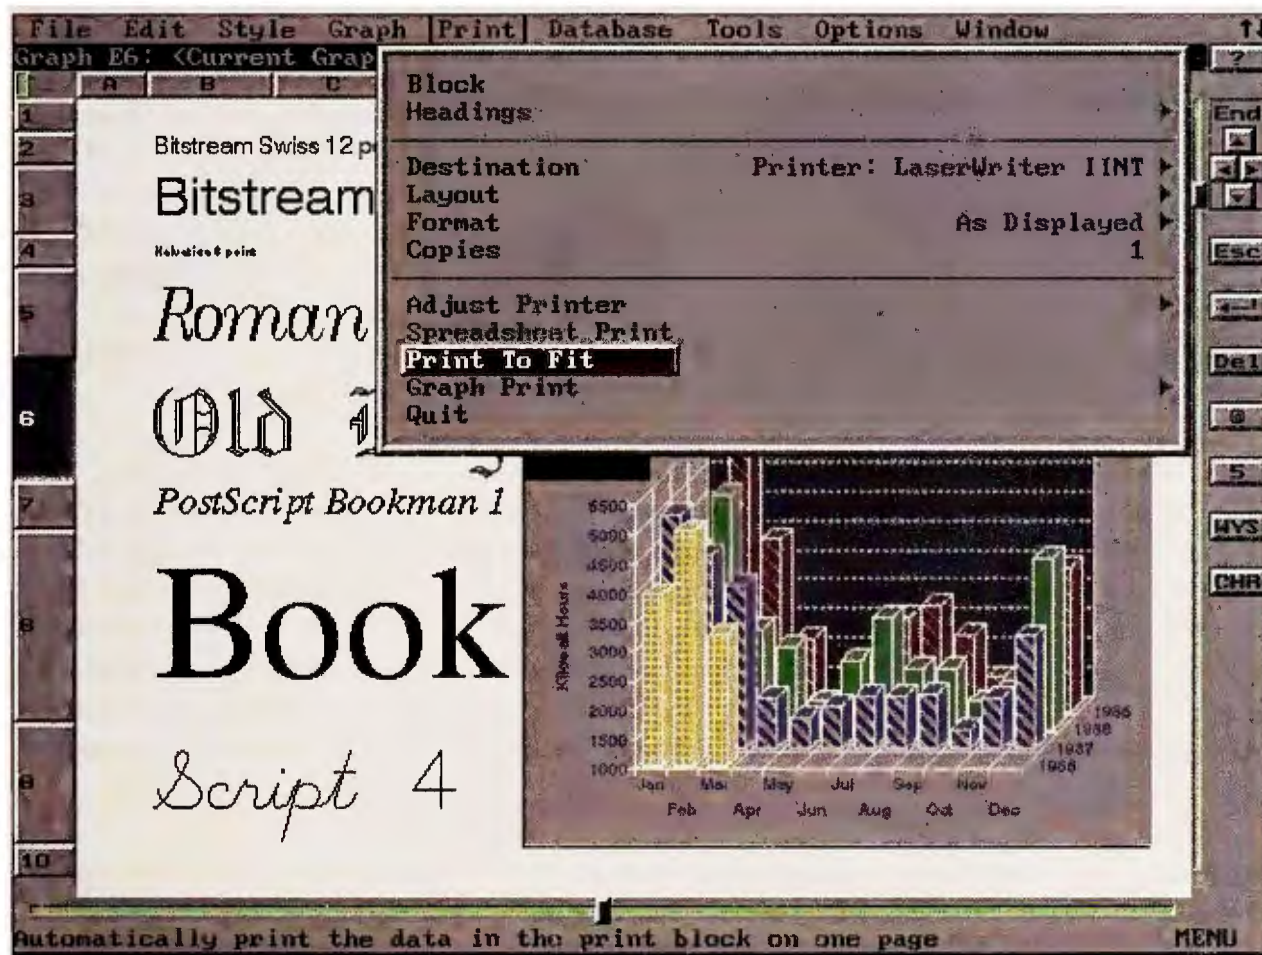 File Edit Style Graph Print Database Tools Options Window ↑↓
Graph E6: <Current Grap
?
A B C
Block
Headings
End
Destination Printer: LaserWriter IINT
Layout
Format As Displayed
Copies 1
Adjust Printer
Spreadsheet Print
Print To Fit
Graph Print
Quit
Esc
Del
@
5
WYS
CHR
1
2
3
4
5
6
7
8
9
10
Bitstream Swiss 12 p
Bitstream
Helvetica 6 point
Roman
Old
PostScript Bookman 1
Book
Script 4
Kilowatt Hours
5500
5000
4500
4000
3500
3000
2500
2000
1500
1000
Jan Mar May Jul Sep Nov
Feb Apr Jun Aug Oct Dec
1987
Automatically print the data in the print block on one page MENU